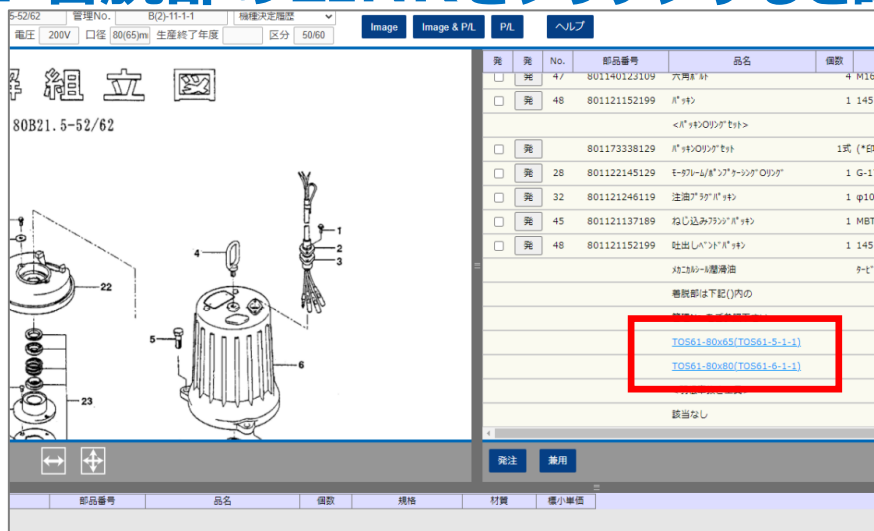 5-52/62 管理No. B(2)-11-1-1 機種決定履歴
電圧 200V 口径 80(65)m 生産終了年度 区分 50/60
Image Image & P/L P/L ヘルプ
解 組 立 図
80B21.5-52/62
1
2
3
4
5
6
22
23
発 発 No. 部品番号 品名 個数
47 801140123109 六角ﾎﾞﾙﾄ 4 M16
発 48 801121152199 ﾊﾟｯｷﾝ 1 145
<ﾊﾟｯｷﾝOﾘﾝｸﾞｾｯﾄ>
発 801173338129 ﾊﾟｯｷﾝOﾘﾝｸﾞｾｯﾄ 1式 (*印
発 28 801122145129 ﾓｰﾀﾌﾚｰﾑ/ﾎﾟﾝﾌﾟｹｰｼﾝｸﾞOﾘﾝｸﾞ 1 G-1
発 32 801121246119 注油ﾌﾟﾗｸﾞﾊﾟｯｷﾝ 1 φ10
発 45 801121137189 ねじ込みﾌﾗﾝｼﾞﾊﾟｯｷﾝ 1 MBT
発 48 801121152199 吐出しﾍﾞﾝﾄﾞﾊﾟｯｷﾝ 1 145
ﾒｶﾆｶﾙｼｰﾙ潤滑油 ﾀｰﾋﾞ
着脱部は下記()内の
TOS61-80x65(TOS61-5-1-1)
TOS61-80x80(TOS61-6-1-1)
該当なし
発注 兼用
部品番号 品名 個数 規格 材質 標小単価